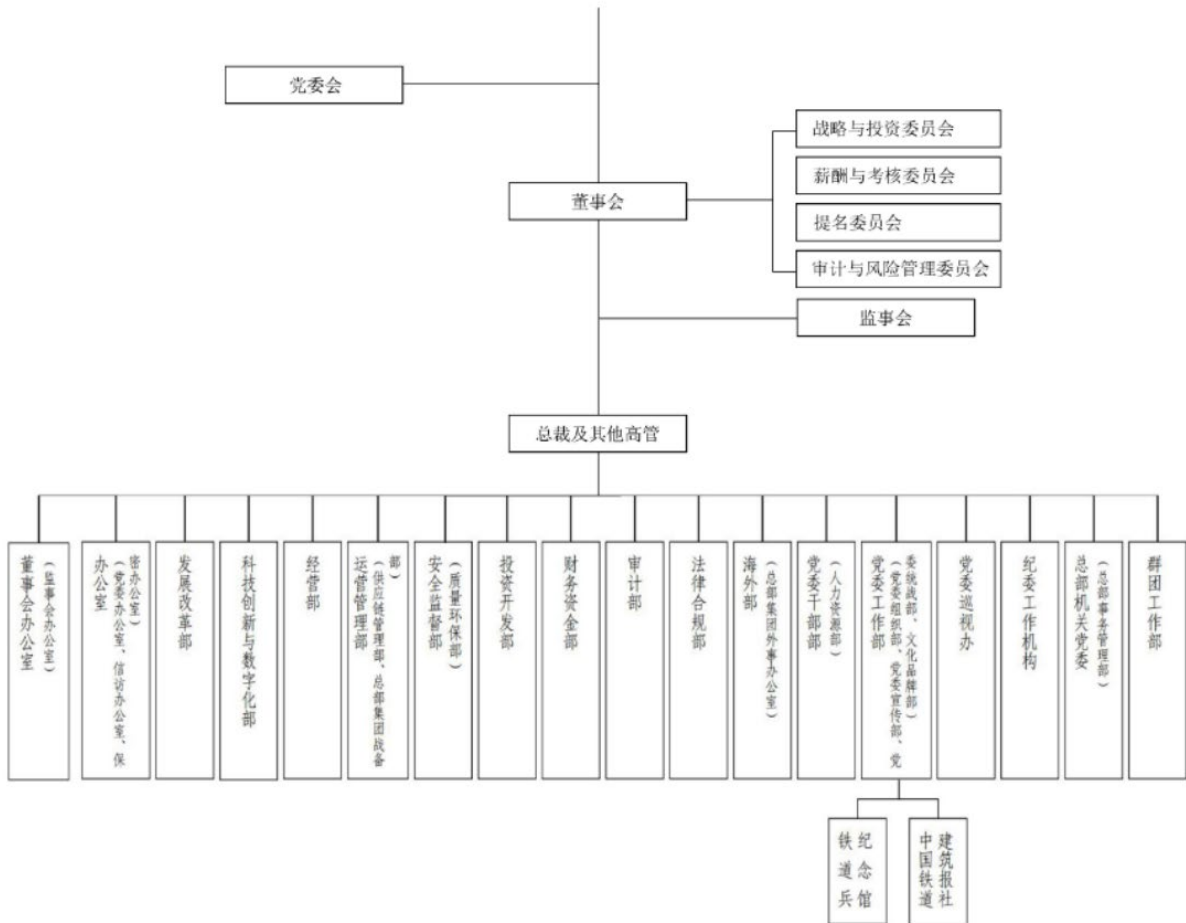 党委会
战略与投资委员会
薪酬与考核委员会
董事会
提名委员会
审计与风险管理委员会
监事会
总裁及其他高管
董事会办公室
（监事会办公室）
办公室
（党委办公室、信访办公室、保
密办公室）
发展改革部
科技创新与数字化部
经营部
运营管理部
（供应链管理部、总部集团战备
部）
安全监督部
（质量环保部）
投资开发部
财务资金部
审计部
法律合规部
海外部
（总部集团外事办公室）
党委干部部
（人力资源部）
党委工作部
（党委组织部、党委宣传部、党
委统战部、文化品牌部）
党委巡视办
纪委工作机构
总部机关党委
（总部事务管理部）
群团工作部
铁道兵
纪念馆
中国铁道
建筑报社